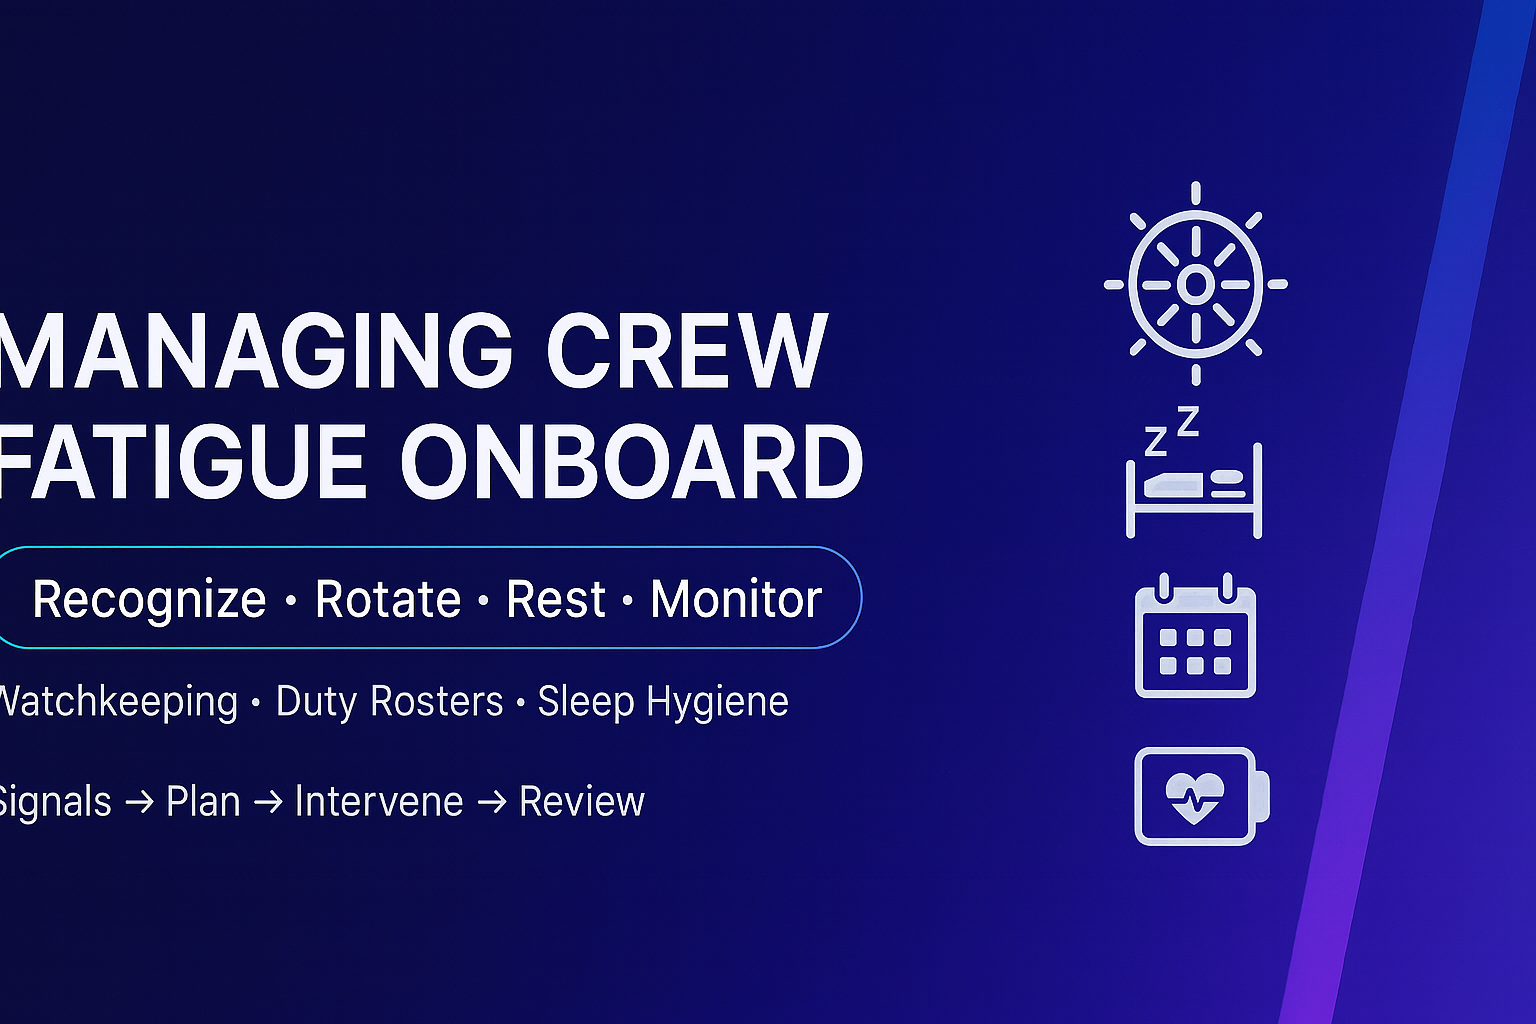 MANAGING CREW
FATIGUE ONBOARD
Recognize • Rotate • Rest • Monitor
Watchkeeping • Duty Rosters • Sleep Hygiene
Signals → Plan → Intervene → Review
Z Z